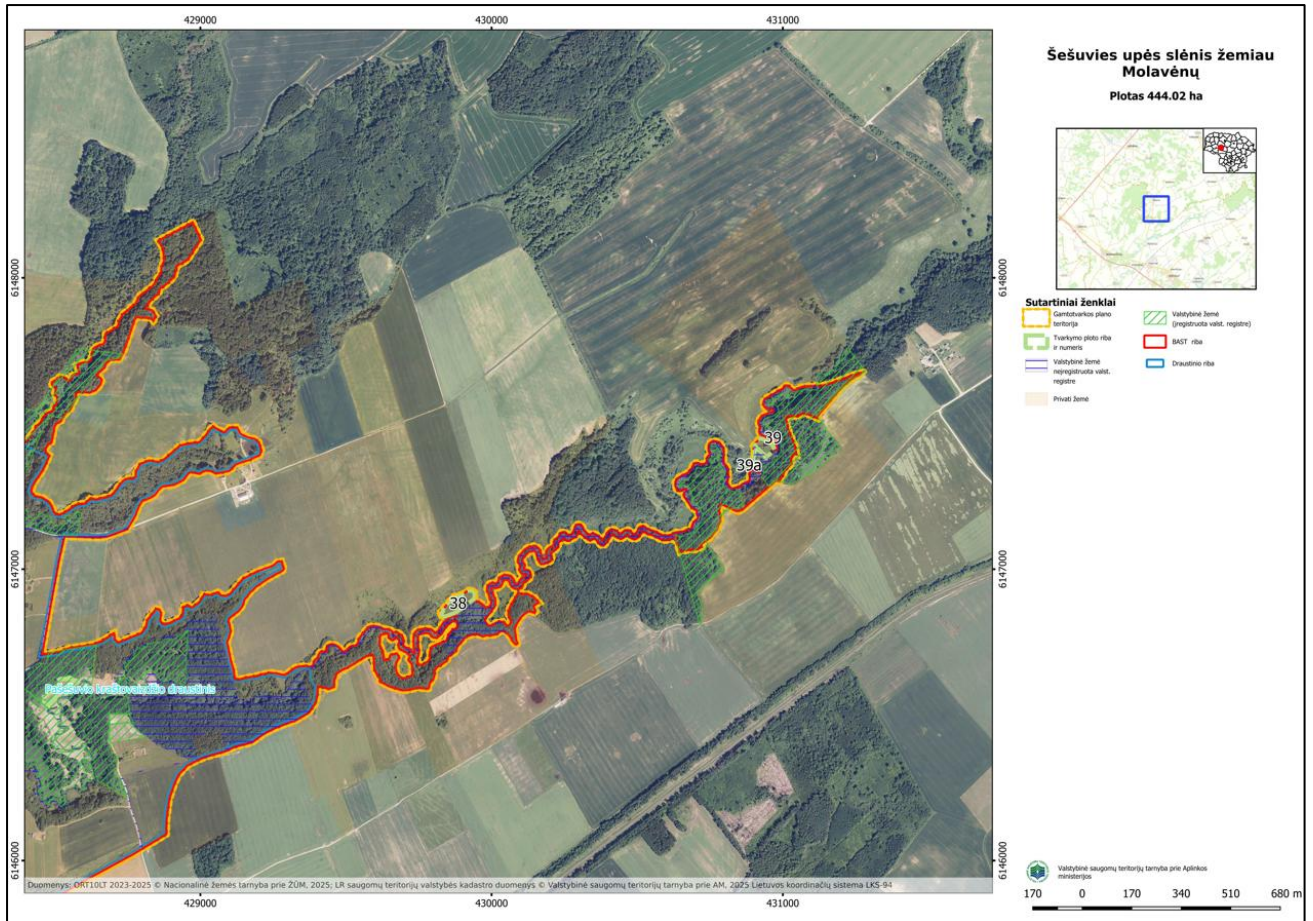 429000
430000
431000
6148000
6147000
6146000
6148000
6147000
6146000
39
39a
38
Pašešuvio kraštovaizdžio draustinis
Duomenys: ORT10LT 2023-2025 © Nacionalinė žemės tarnyba prie ŽŪM, 2025; LR saugomų teritorijų valstybės kadastro duomenys © Valstybinė saugomų teritorijų tarnyba prie AM, 2025 Lietuvos koordinačių sistema LKS-94
429000
430000
431000
Šešuvies upės slėnis žemiau
Molavėnų
Plotas 444.02 ha
Sutartiniai ženklai
Gamtotvarkos plano
teritorija
Tvarkymo ploto riba
ir numeris
Valstybinė žemė
neįregistruota valst.
registre
Privati žemė
Valstybinė žemė
(įregistruota valst. registre)
BAST riba
Draustinio riba
Valstybinė saugomų teritorijų tarnyba prie Aplinkos
ministerijos
170 0 170 340 510 680 m